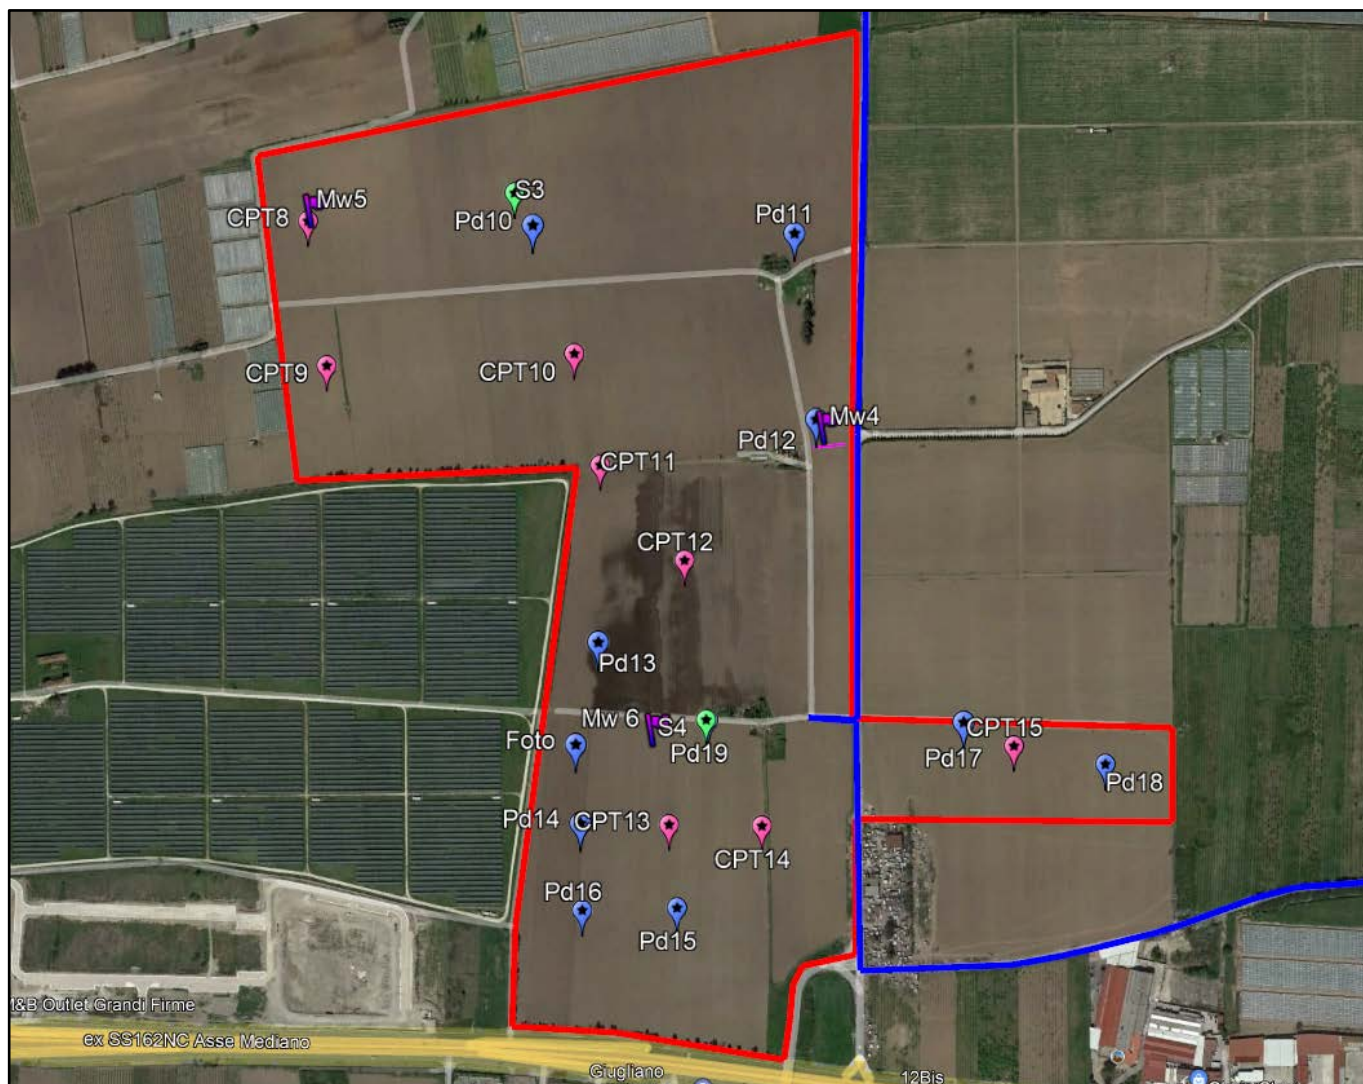 S3
Mw5
CPT8
Pd10
Pd11
CPT9
CPT10
Mw4
Pd12
CPT11
CPT12
Pd13
Mw 6
S4
Foto
Pd19
CPT15
Pd17
Pd18
Pd14
CPT13
CPT14
Pd16
Pd15
M&B Outlet Grandi Firme
ex SS162NC Asse Mediano
Giugliano
12Bis